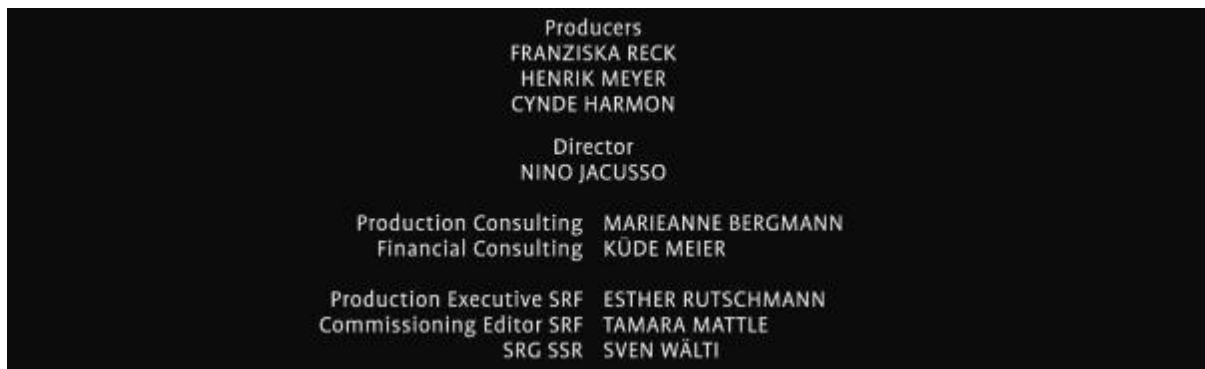 Producers
FRANZISKA RECK
HENRIK MEYER
CYNDE HARMON
Director
NINO JACUSSO
Production Consulting MARIEANNE BERGMANN
Financial Consulting KÜDE MEIER
Production Executive SRF ESTHER RUTSCHMANN
Commissioning Editor SRF TAMARA MATTLE
SRG SSR SVEN WÄLTI